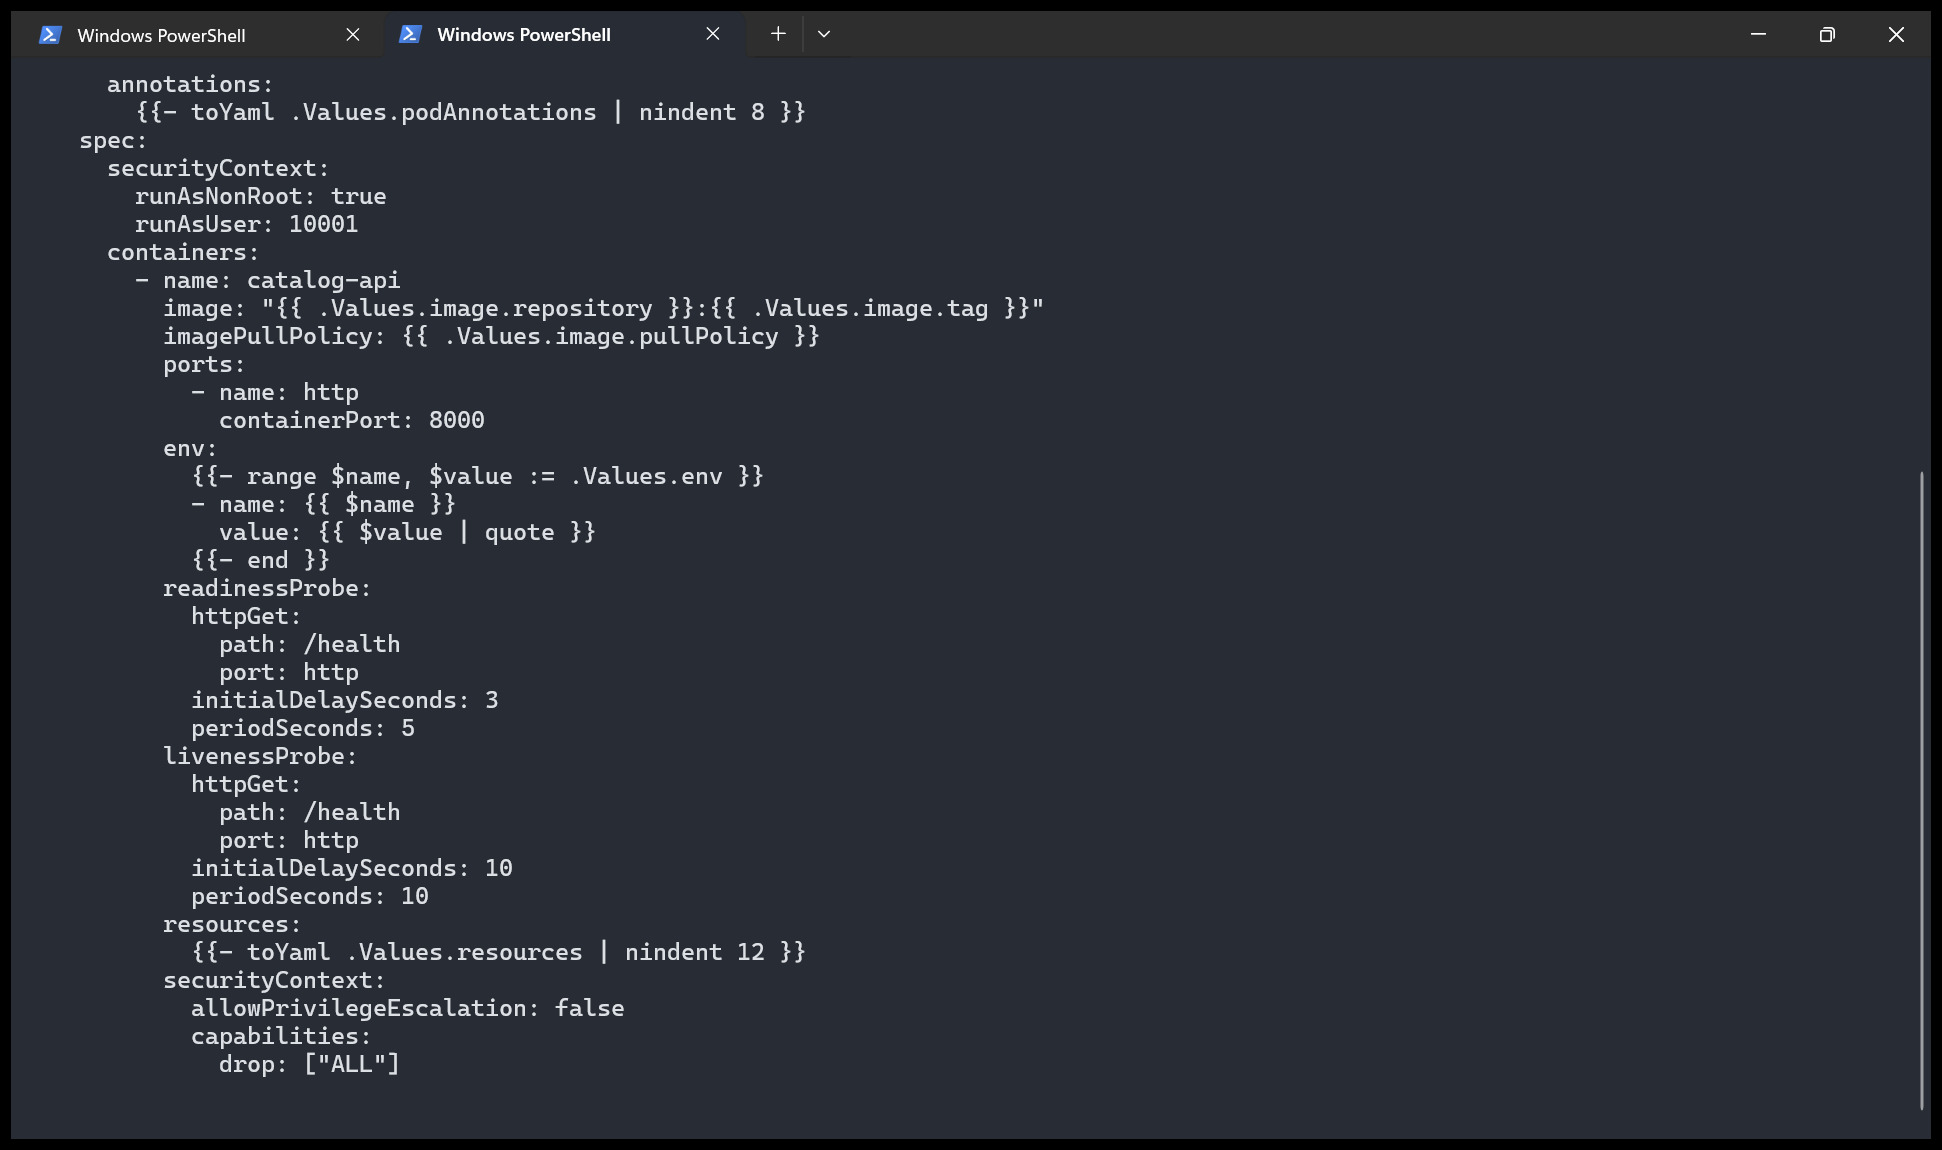 Windows PowerShell
Windows PowerShell
annotations:
{{- toYaml .Values.podAnnotations | nindent 8 }}
spec:
securityContext:
runAsNonRoot: true
runAsUser: 10001
containers:
- name: catalog-api
image: "{{ .Values.image.repository }}:{{ .Values.image.tag }}"
imagePullPolicy: {{ .Values.image.pullPolicy }}
ports:
- name: http
containerPort: 8000
env:
{{- range $name, $value := .Values.env }}
- name: {{ $name }}
value: {{ $value | quote }}
{{- end }}
readinessProbe:
httpGet:
path: /health
port: http
initialDelaySeconds: 3
periodSeconds: 5
livenessProbe:
httpGet:
path: /health
port: http
initialDelaySeconds: 10
periodSeconds: 10
resources:
{{- toYaml .Values.resources | nindent 12 }}
securityContext:
allowPrivilegeEscalation: false
capabilities:
drop: ["ALL"]